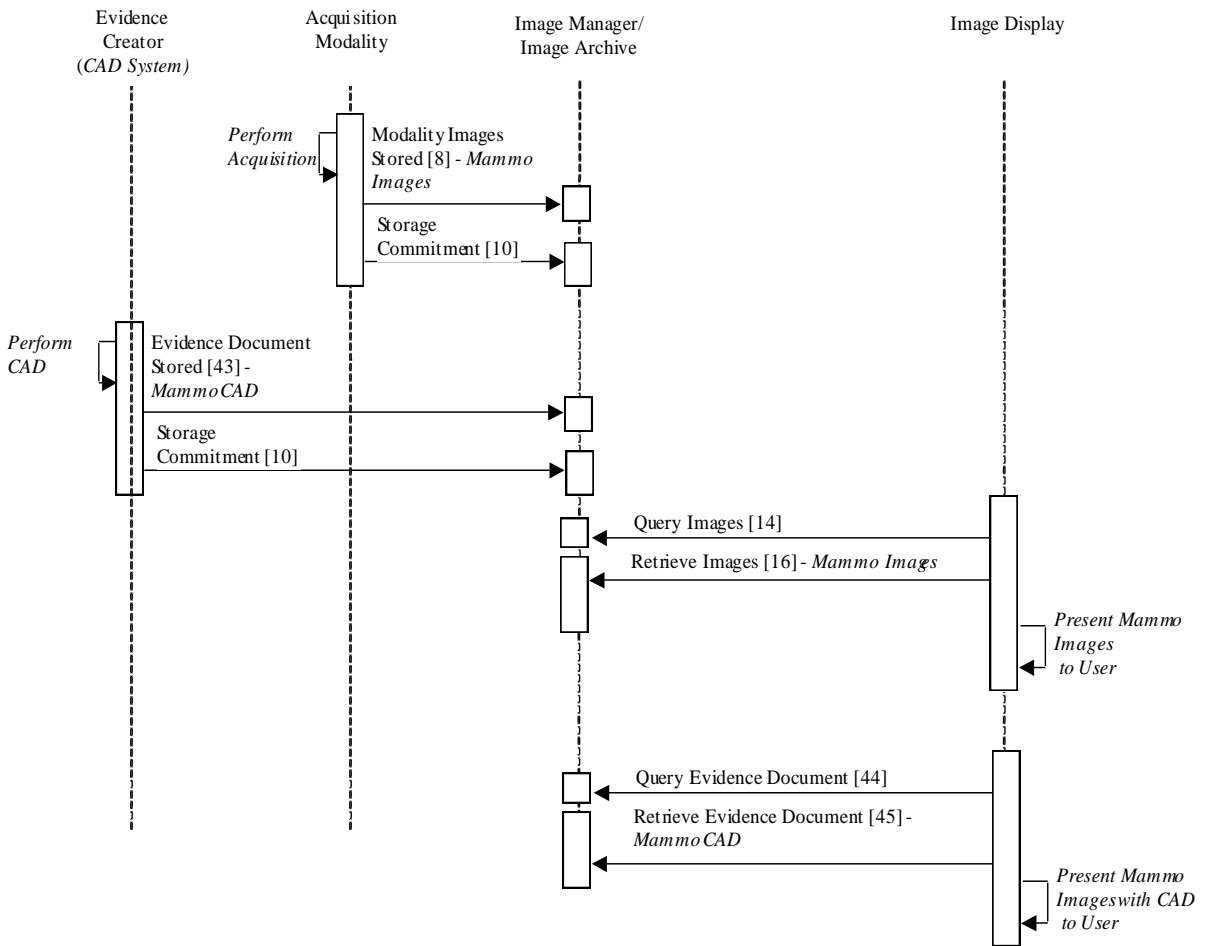 Evidence
Creator
(CAD System)
Acquisition
Modality
Image Manager/
Image Archive
Image Display
Perform
Acquisition
Modality Images
Stored [8] - Mammo
Images
Storage
Commitment [10]
Perform
CAD
Evidence Document
Stored [43] -
Mammo CAD
Storage
Commitment [10]
Query Images [14]
Retrieve Images [16] - Mammo Images
Present Mammo
Images
to User
Query Evidence Document [44]
Retrieve Evidence Document [45] -
Mammo CAD
Present Mammo
Images with CAD
to User